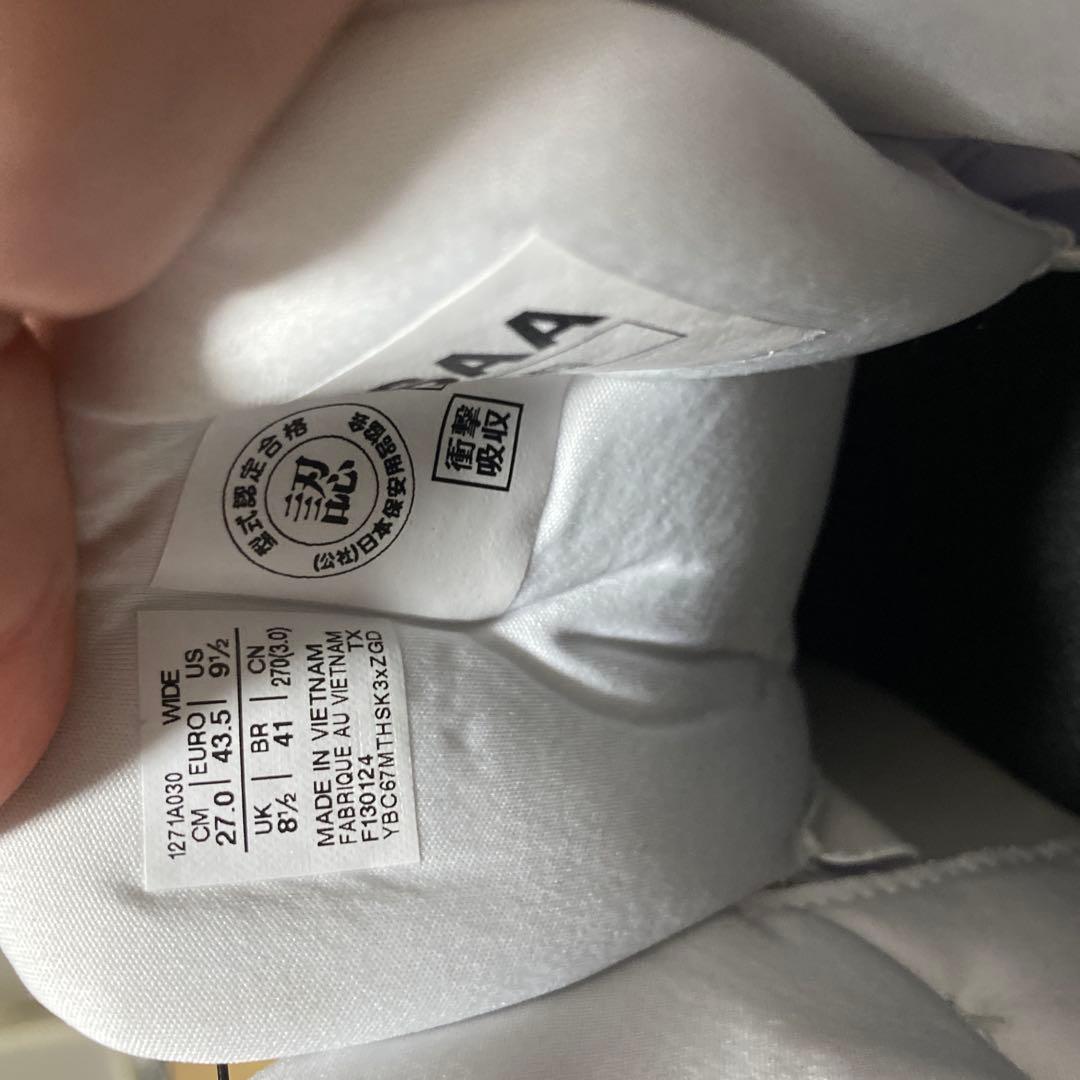 1271A030 WIDE
CM EURO US
27.0 43.5 9½
UK BR CN
8½ 41 270(3.0)
MADE IN VIETNAM
FABRIQUE AU VIETNAM
F130124 TX
YBC67MTHSK3xZGD
型式認定合格
認
(公社)日本保安用品協会
衝撃
吸収
AA